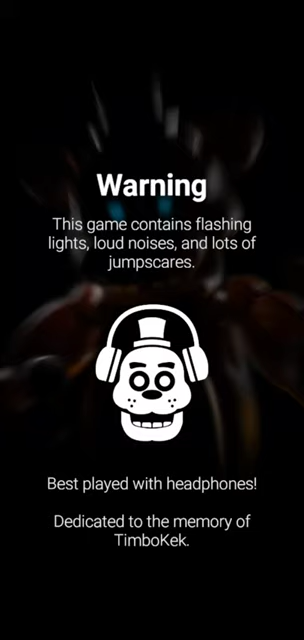 Warning
This game contains flashing
lights, loud noises, and lots of
jumpscares.
Best played with headphones!
Dedicated to the memory of
TimboKek.